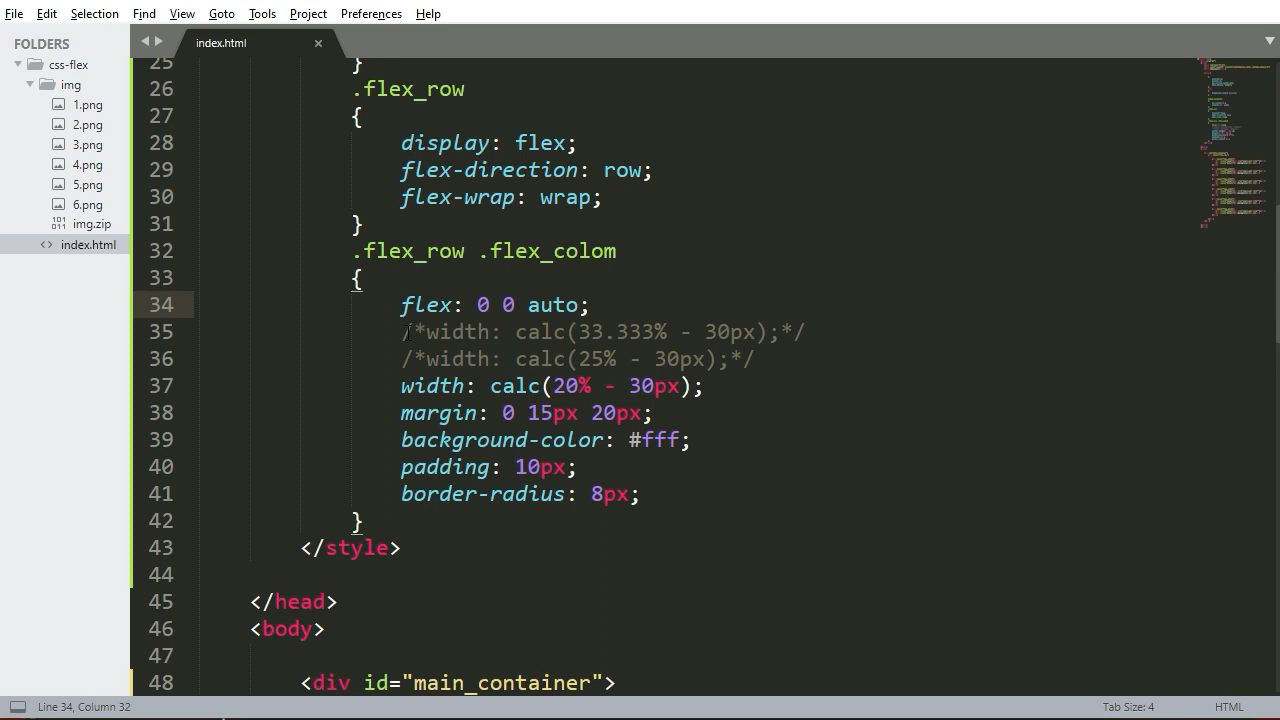 File Edit Selection Find View Goto Tools Project Preferences Help
FOLDERS
css-flex
img
1.png
2.png
3.png
4.png
5.png
6.png
img.zip
<> index.html
index.html
25 }
26 .flex_row
27 {
28 display: flex;
29 flex-direction: row;
30 flex-wrap: wrap;
31 }
32 .flex_row .flex_colom
33 {
34 flex: 0 0 auto;
35 /*width: calc(33.333% - 30px);*/
36 /*width: calc(25% - 30px);*/
37 width: calc(20% - 30px);
38 margin: 0 15px 20px;
39 background-color: #fff;
40 padding: 10px;
41 border-radius: 8px;
42 }
43 </style>
44
45 </head>
46 <body>
47
48 <div id="main_container">
Line 34, Column 32
Tab Size: 4
HTML